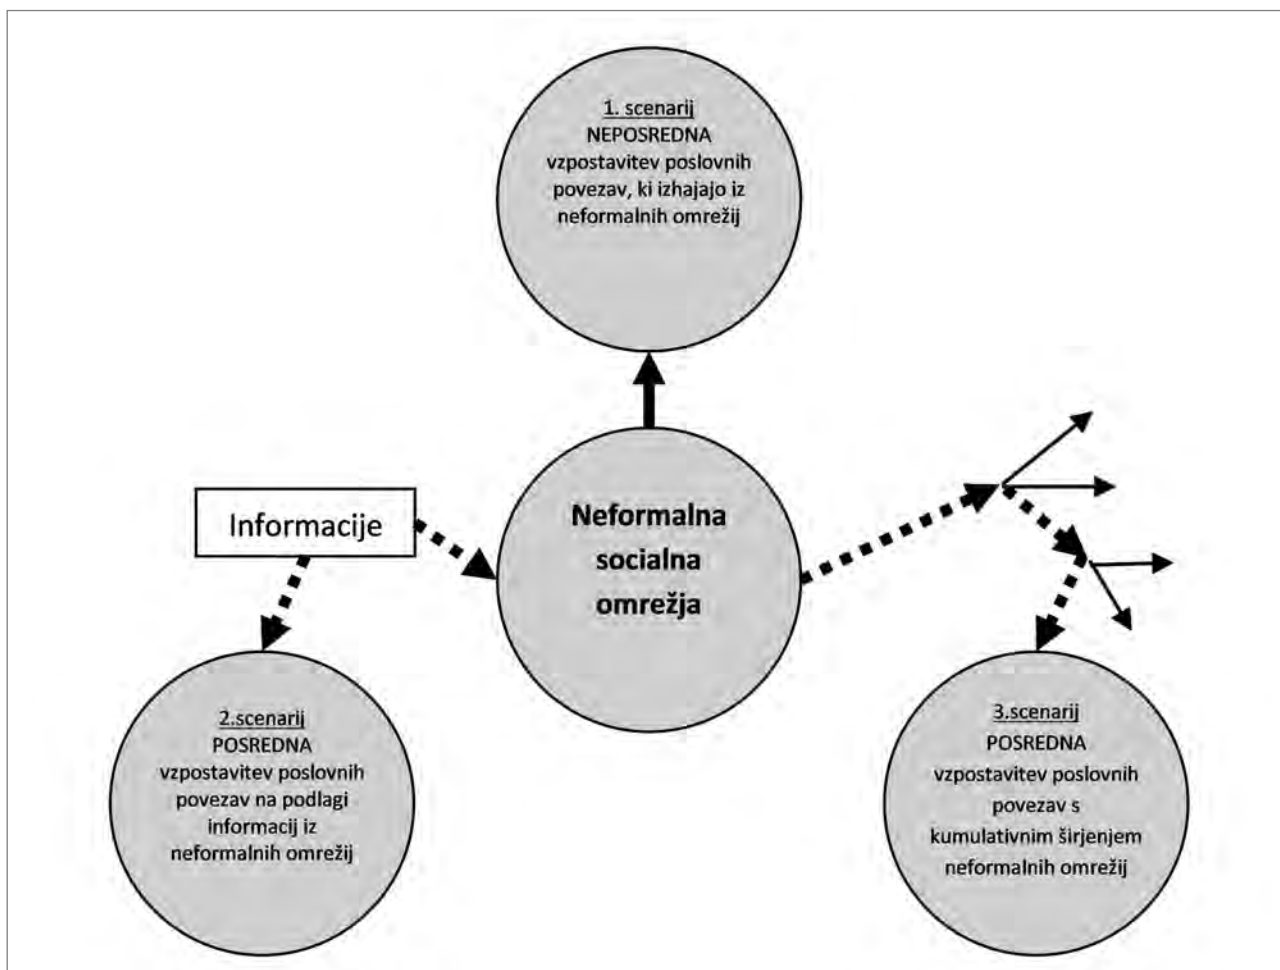 1. scenarij
NEPOSREDNA
vzpostavitev poslovnih
povezav, ki izhajajo iz
neformalnih omrežij
Informacije
Neformalna
socialna
omrežja
2.scenarij
POSREDNA
vzpostavitev poslovnih
povezav na podlagi
informacij iz
neformalnih omrežij
3.scenarij
POSREDNA
vzpostavitev poslovnih
povezav s
kumulativnim širjenjem
neformalnih omrežij